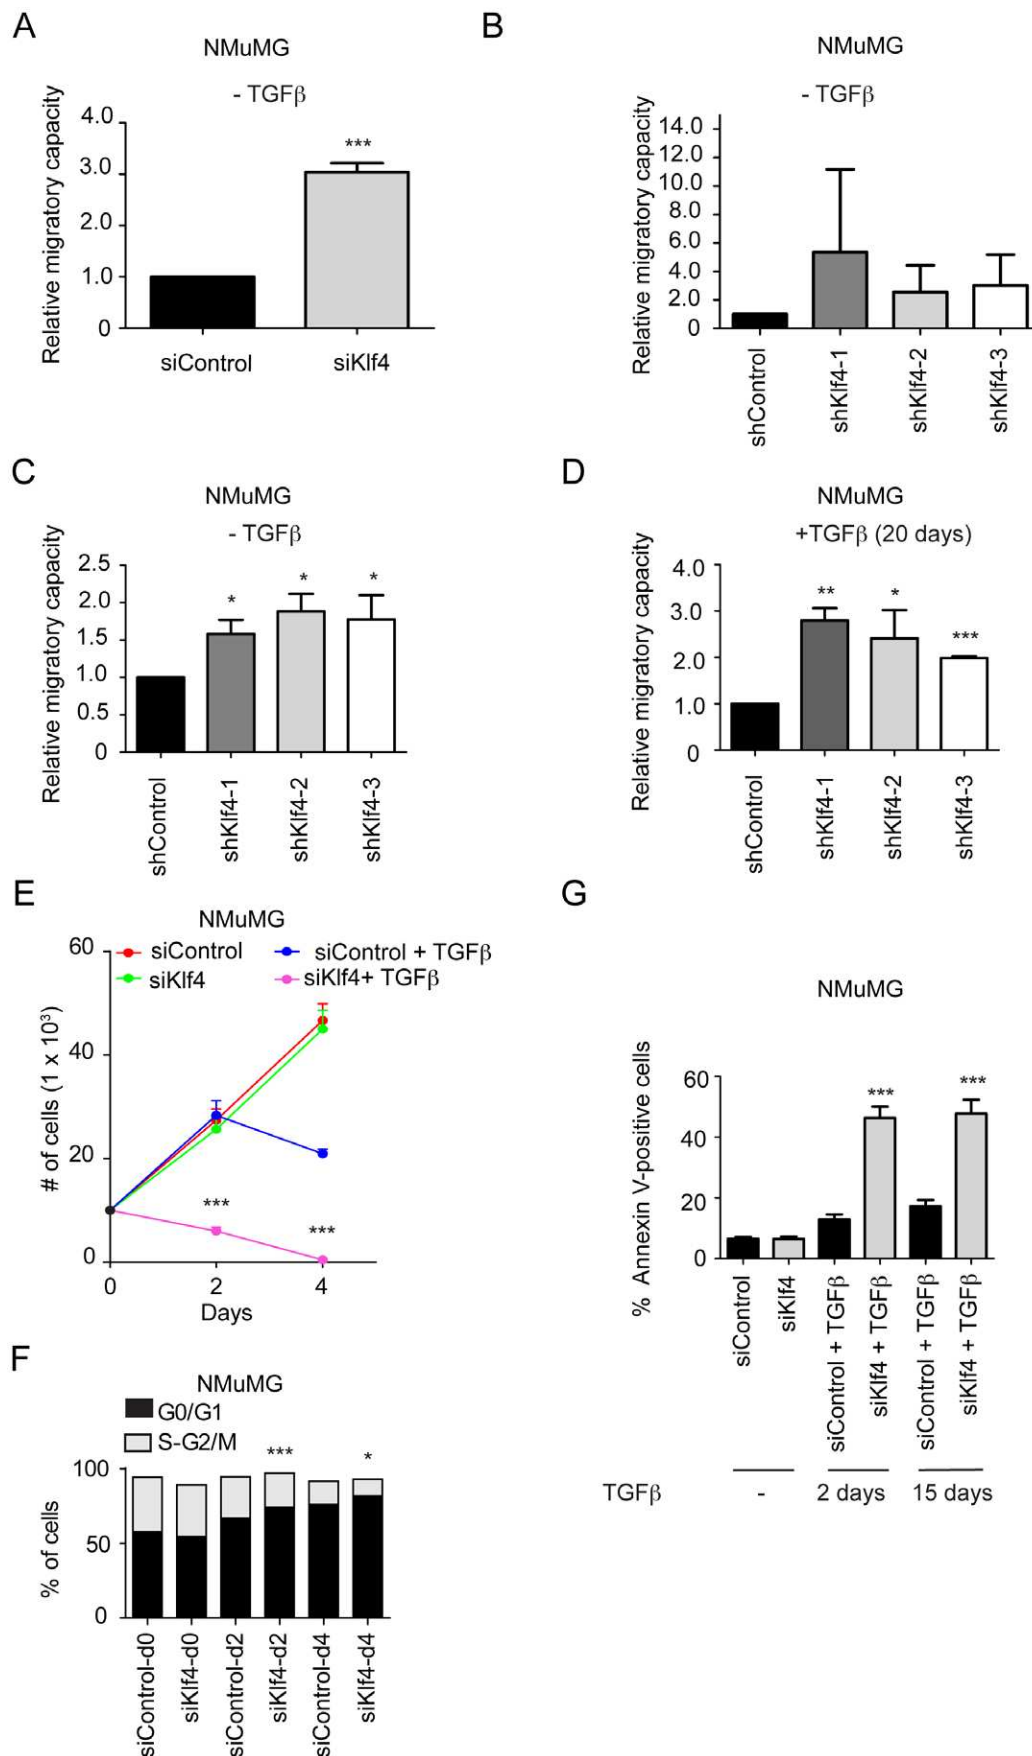 A
NMuMG
- TGFβ
Relative migratory capacity
4.0
3.0
2.0
1.0
0
***
siControl
siKlf4
B
NMuMG
- TGFβ
Relative migratory capacity
14.0
12.0
10.0
8.0
6.0
4.0
2.0
0
shControl
shKlf4-1
shKlf4-2
shKlf4-3
C
NMuMG
- TGFβ
Relative migratory capacity
2.5
2.0
1.5
1.0
0.5
0
*
*
*
shControl
shKlf4-1
shKlf4-2
shKlf4-3
D
NMuMG
+TGFβ (20 days)
Relative migratory capacity
4.0
3.0
2.0
1.0
0
**
*
***
shControl
shKlf4-1
shKlf4-2
shKlf4-3
E
NMuMG
siControl
siControl + TGFβ
siKlf4
siKlf4+ TGFβ
# of cells (1 x 10³)
60
40
20
0
***
***
0
2
4
Days
G
NMuMG
% Annexin V-positive cells
60
40
20
0
***
***
siControl
siKlf4
siControl + TGFβ
siKlf4 + TGFβ
siControl + TGFβ
siKlf4 + TGFβ
TGFβ
-
2 days
15 days
F
NMuMG
G0/G1
S-G2/M
% of cells
100
50
0
***
*
siControl-d0
siKlf4-d0
siControl-d2
siKlf4-d2
siControl-d4
siKlf4-d4